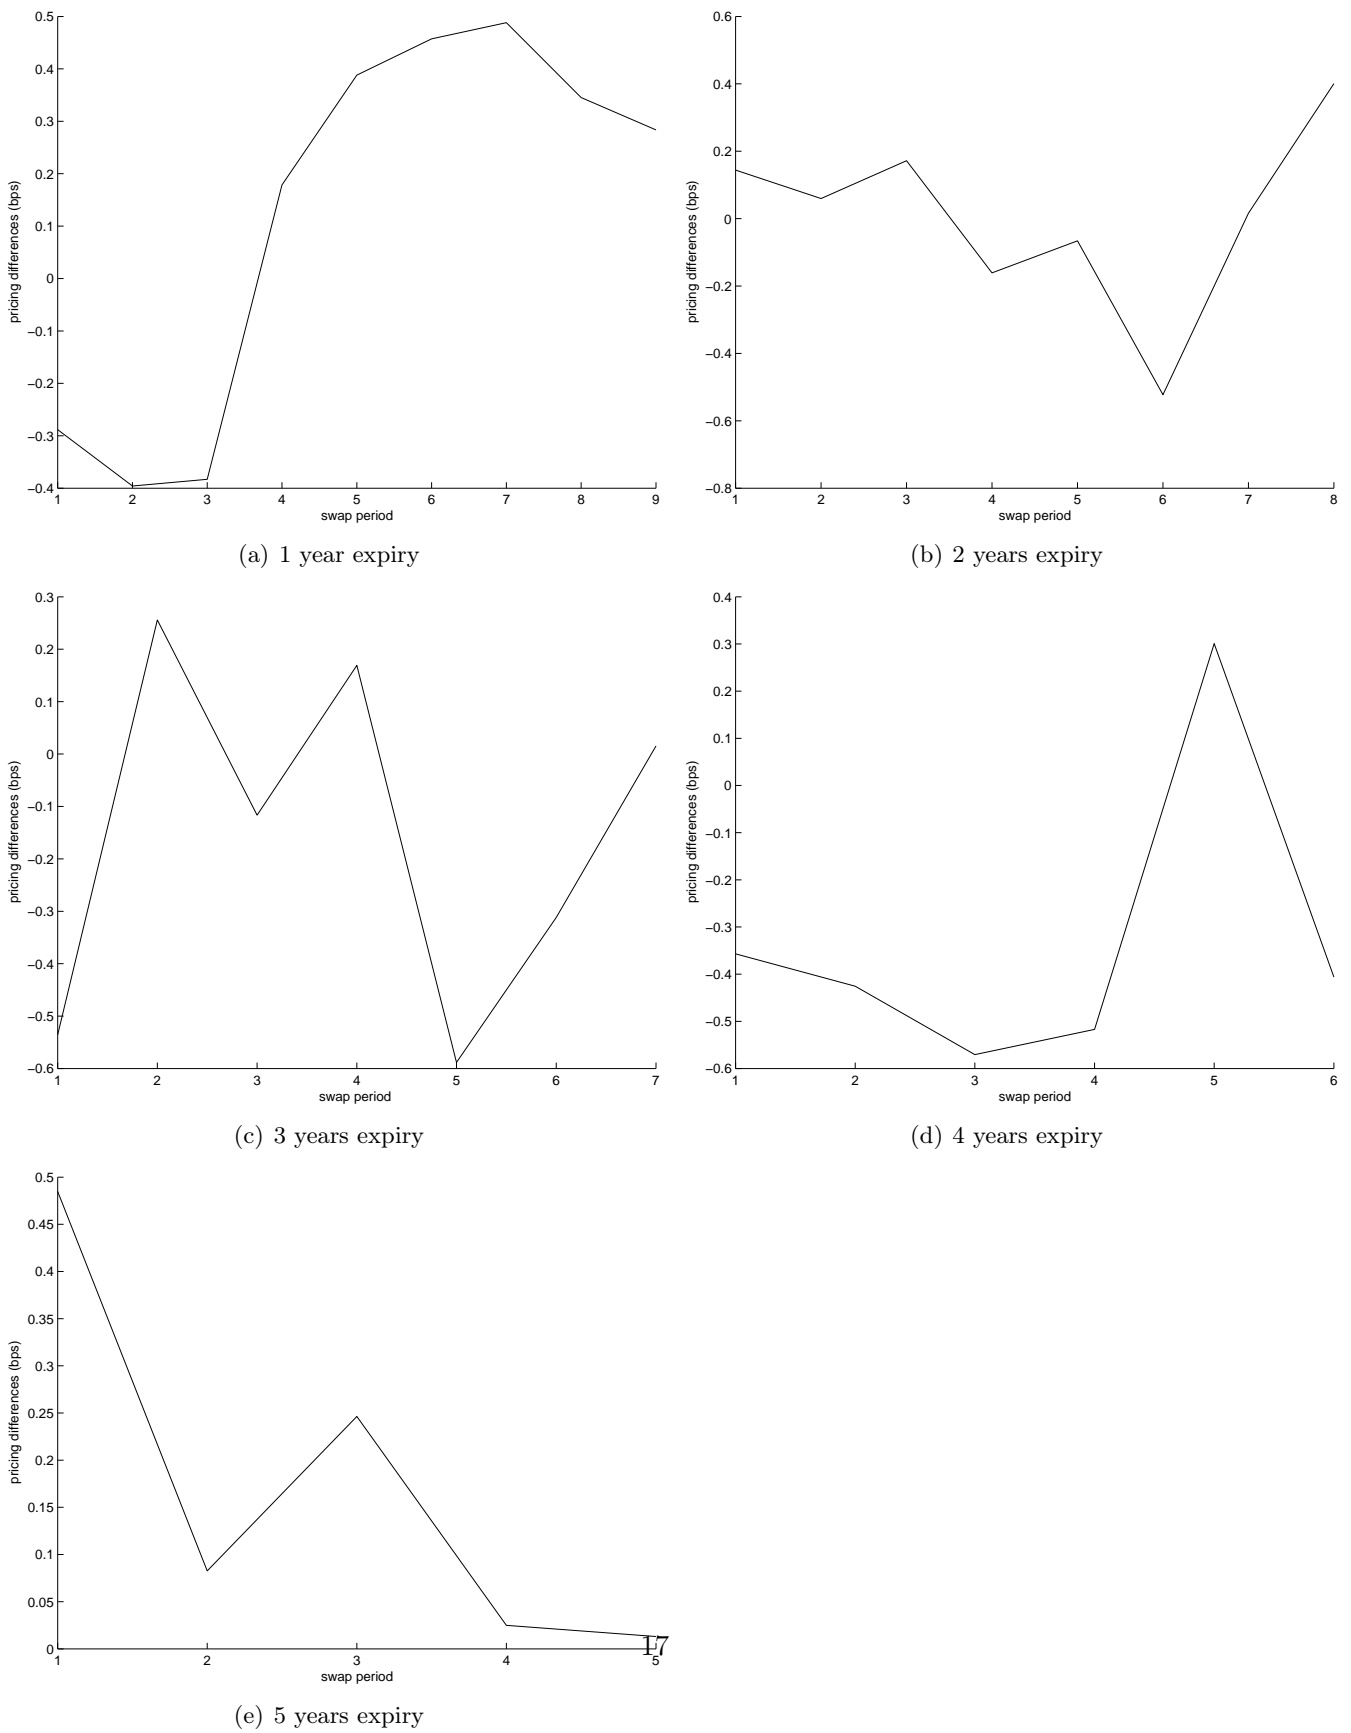 0.5
0.4
0.3
0.2
0.1
0
−0.1
−0.2
−0.3
−0.4
pricing differences (bps)
1 2 3 4 5 6 7 8 9
swap period
(a) 1 year expiry
0.6
0.4
0.2
0
−0.2
−0.4
−0.6
−0.8
pricing differences (bps)
1 2 3 4 5 6 7 8
swap period
(b) 2 years expiry
0.3
0.2
0.1
0
−0.1
−0.2
−0.3
−0.4
−0.5
−0.6
pricing differences (bps)
1 2 3 4 5 6 7
swap period
(c) 3 years expiry
0.4
0.3
0.2
0.1
0
−0.1
−0.2
−0.3
−0.4
−0.5
−0.6
pricing differences (bps)
1 2 3 4 5 6
swap period
(d) 4 years expiry
0.5
0.45
0.4
0.35
0.3
0.25
0.2
0.15
0.1
0.05
0
pricing differences (bps)
1 2 3 4 5
swap period
17
(e) 5 years expiry